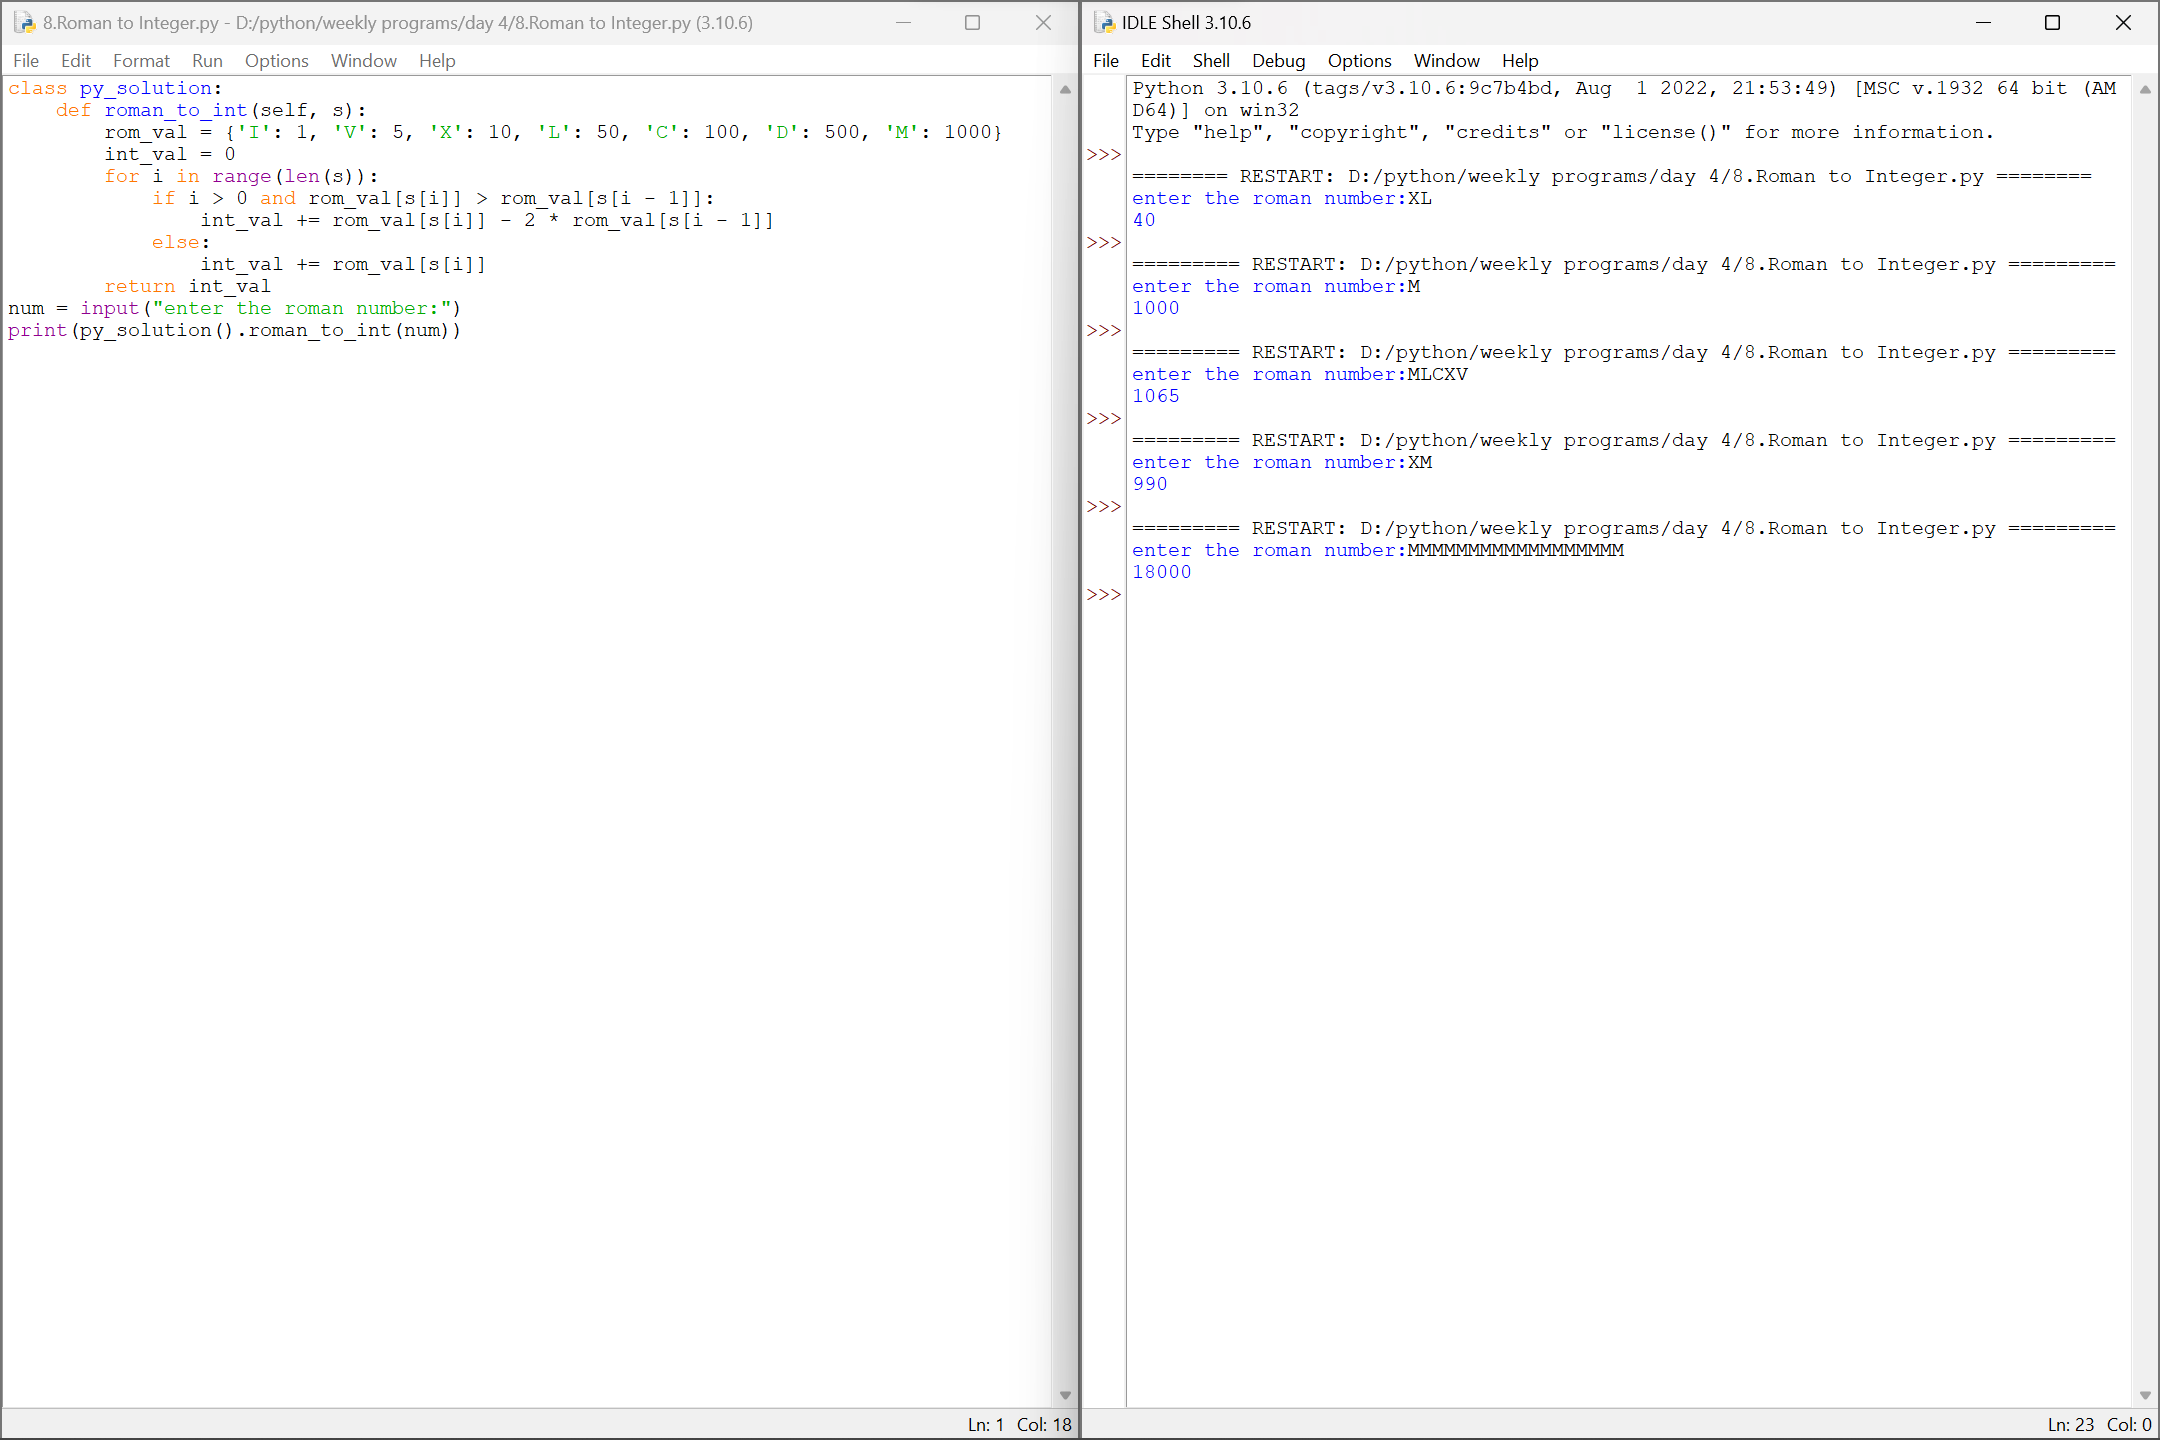 8.Roman to Integer.py - D:/python/weekly programs/day 4/8.Roman to Integer.py (3.10.6)
File Edit Format Run Options Window Help
class py_solution:
    def roman_to_int(self, s):
        rom_val = {'I': 1, 'V': 5, 'X': 10, 'L': 50, 'C': 100, 'D': 500, 'M': 1000}
        int_val = 0
        for i in range(len(s)):
            if i > 0 and rom_val[s[i]] > rom_val[s[i - 1]]:
                int_val += rom_val[s[i]] - 2 * rom_val[s[i - 1]]
            else:
                int_val += rom_val[s[i]]
        return int_val
num = input("enter the roman number:")
print(py_solution().roman_to_int(num))
Ln: 1 Col: 18
IDLE Shell 3.10.6
File Edit Shell Debug Options Window Help
Python 3.10.6 (tags/v3.10.6:9c7b4bd, Aug  1 2022, 21:53:49) [MSC v.1932 64 bit (AM
D64)] on win32
Type "help", "copyright", "credits" or "license()" for more information.
>>>
======== RESTART: D:/python/weekly programs/day 4/8.Roman to Integer.py ========
enter the roman number:XL
40
>>>
========= RESTART: D:/python/weekly programs/day 4/8.Roman to Integer.py =========
enter the roman number:M
1000
>>>
========= RESTART: D:/python/weekly programs/day 4/8.Roman to Integer.py =========
enter the roman number:MLCXV
1065
>>>
========= RESTART: D:/python/weekly programs/day 4/8.Roman to Integer.py =========
enter the roman number:XM
990
>>>
========= RESTART: D:/python/weekly programs/day 4/8.Roman to Integer.py =========
enter the roman number:MMMMMMMMMMMMMMMMMM
18000
>>>
Ln: 23 Col: 0